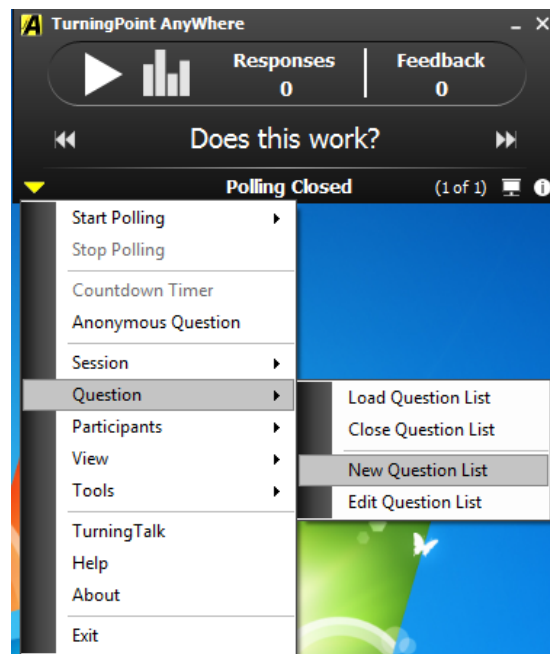 TurningPoint AnyWhere
Responses Feedback
0 0
Does this work?
Polling Closed (1 of 1)
Start Polling
Stop Polling
Countdown Timer
Anonymous Question
Session
Question
Participants
View
Tools
TurningTalk
Help
About
Exit
Load Question List
Close Question List
New Question List
Edit Question List